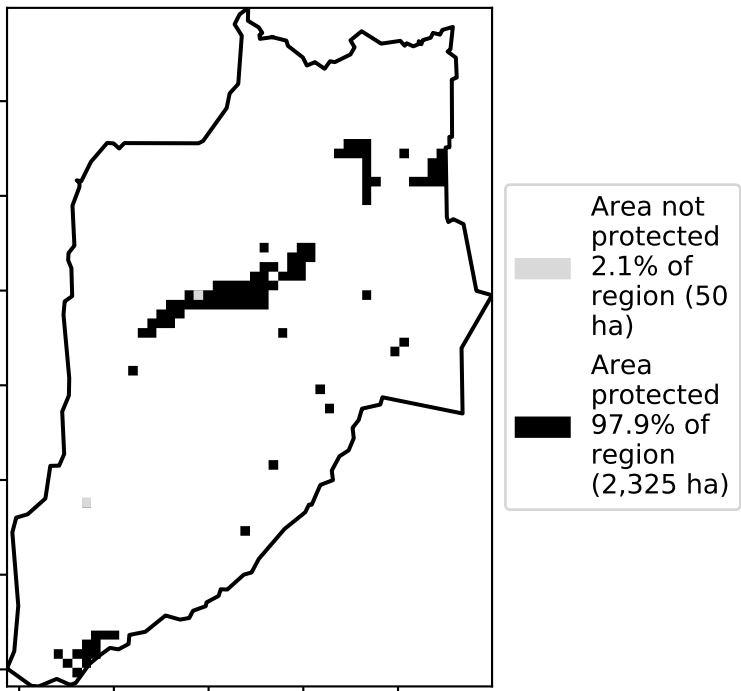 Area not
protected
2.1% of
region (50
ha)
Area
protected
97.9% of
region
(2,325 ha)